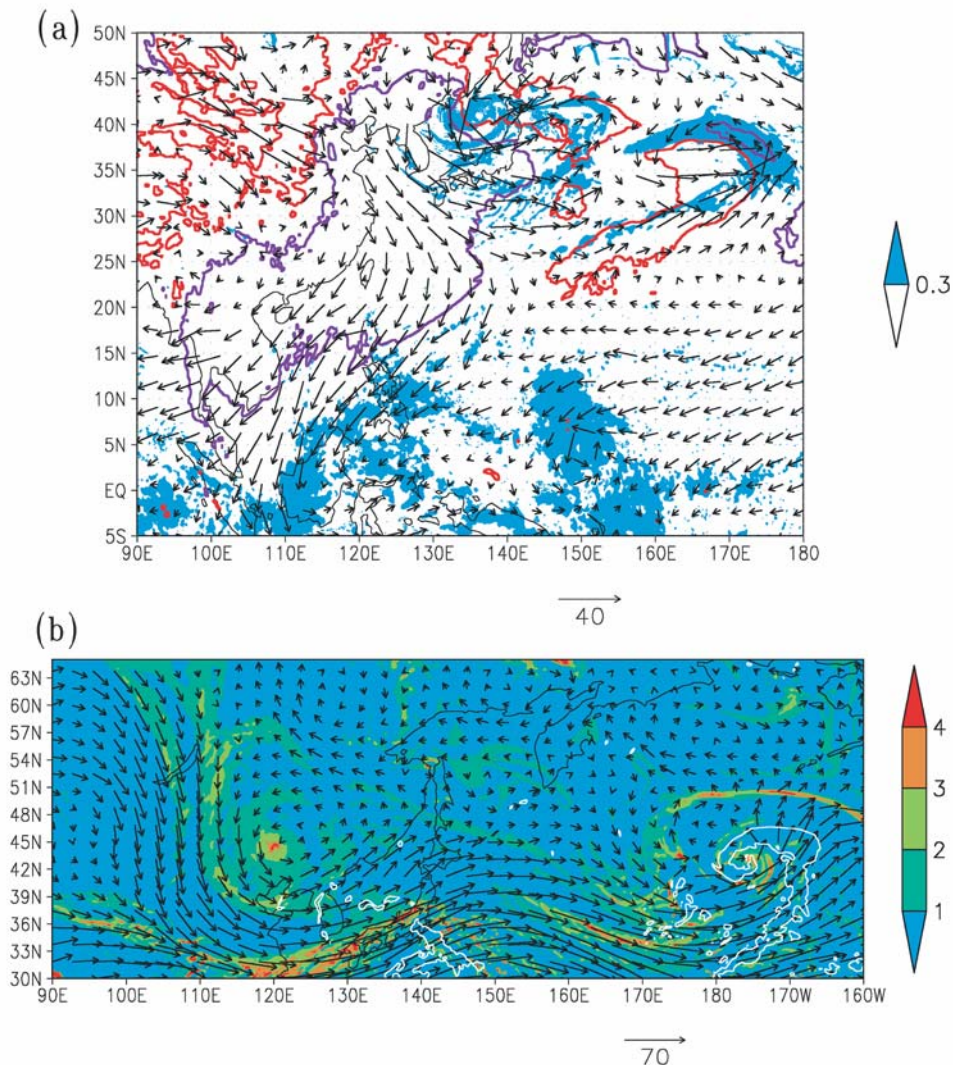 (a)
50N
45N
40N
35N
30N
25N
20N
15N
10N
5N
EQ
5S
90E 100E 110E 120E 130E 140E 150E 160E 170E 180
0.3
40
(b)
63N
60N
57N
54N
51N
48N
45N
42N
39N
36N
33N
30N
90E 100E 110E 120E 130E 140E 150E 160E 170E 180 170W 160W
4
3
2
1
70